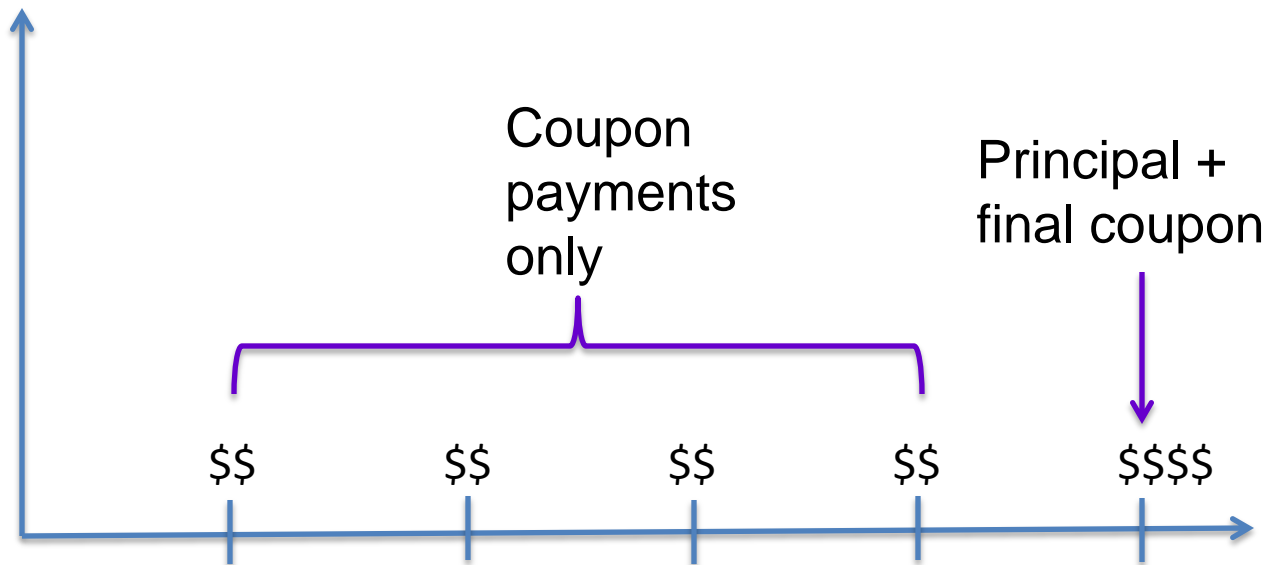 Coupon
payments
only
Principal +
final coupon
$$ $$ $$ $$ $$$$